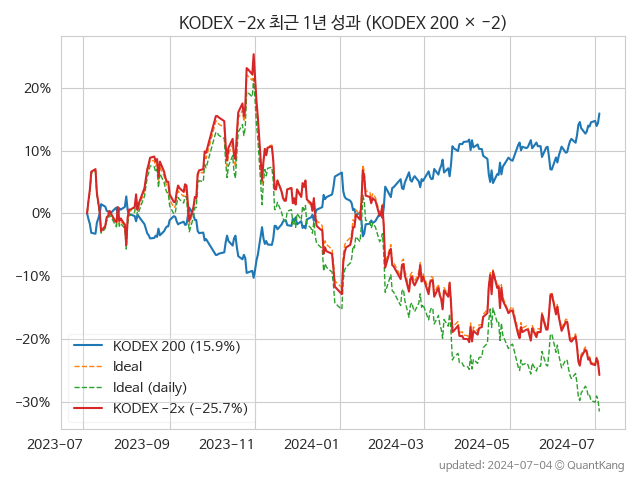 KODEX -2x 최근 1년 성과 (KODEX 200 × -2)
20%
10%
0%
-10%
-20%
-30%
KODEX 200 (15.9%)
Ideal
Ideal (daily)
KODEX -2x (-25.7%)
2023-07
2023-09
2023-11
2024-01
2024-03
2024-05
2024-07
updated: 2024-07-04 © QuantKang